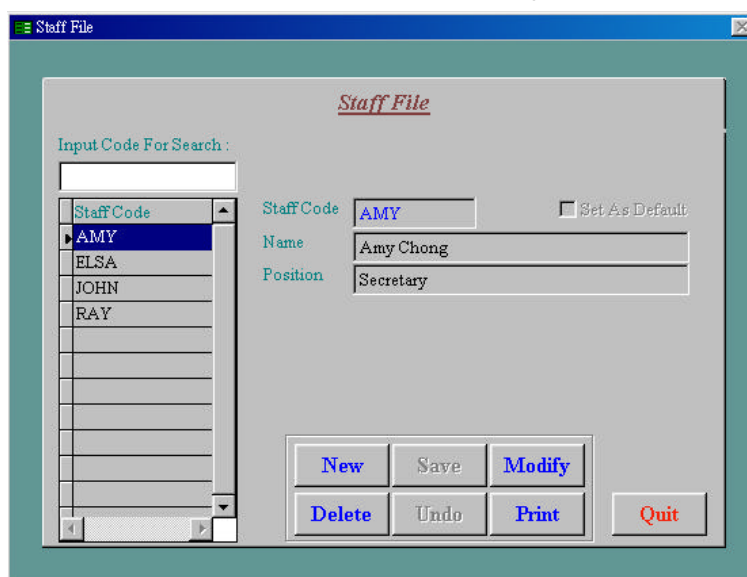 Staff File
Staff File
Input Code For Search :
Staff Code
AMY
ELSA
JOHN
RAY
Staff Code AMY Set As Default
Name Amy Chong
Position Secretary
New Save Modify
Delete Undo Print Quit